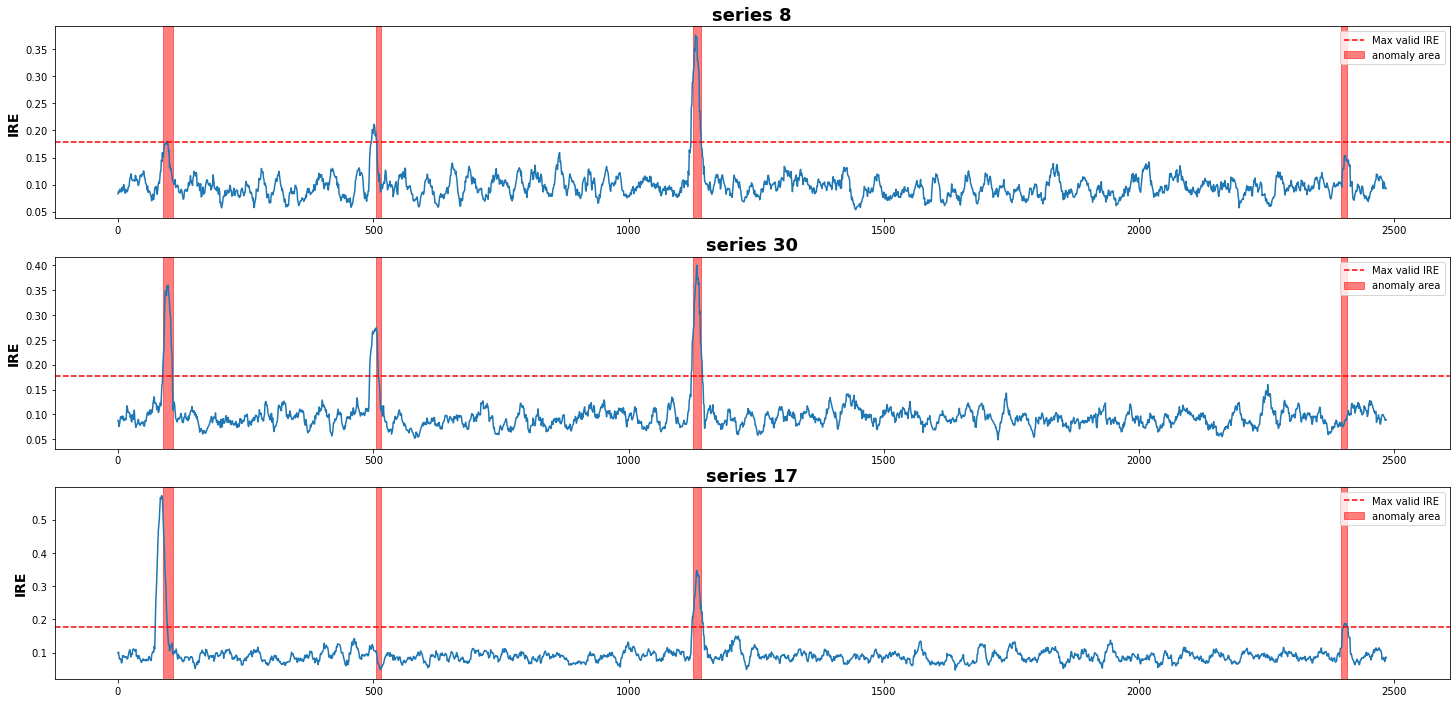 series 8
IRE
0.35
0.30
0.25
0.20
0.15
0.10
0.05
Max valid IRE
anomaly area
0 500 1000 1500 2000 2500
series 30
IRE
0.40
0.35
0.30
0.25
0.20
0.15
0.10
0.05
Max valid IRE
anomaly area
0 500 1000 1500 2000 2500
series 17
IRE
0.5
0.4
0.3
0.2
0.1
Max valid IRE
anomaly area
0 500 1000 1500 2000 2500